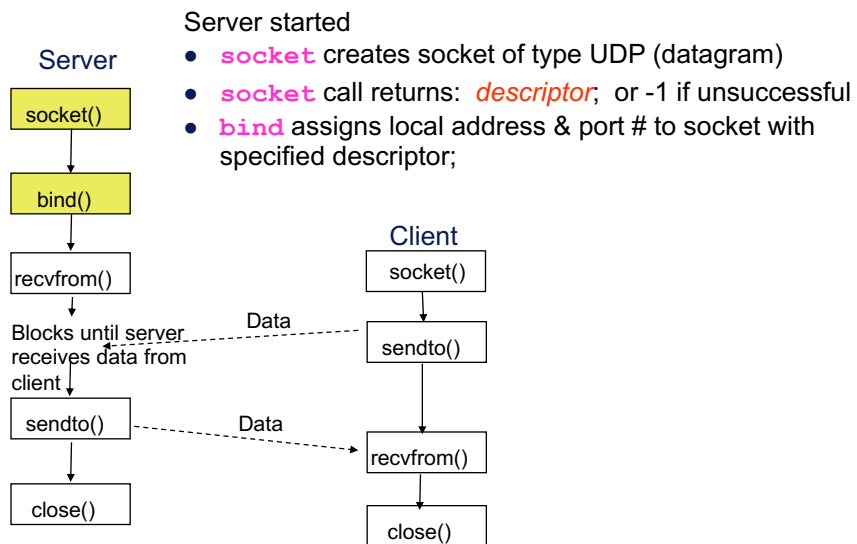 Server started
● socket creates socket of type UDP (datagram)
● socket call returns: descriptor; or -1 if unsuccessful
● bind assigns local address & port # to socket with
specified descriptor;
Server
socket()
bind()
recvfrom()
Blocks until server
receives data from
client
sendto()
close()
Client
socket()
Data
sendto()
Data
recvfrom()
close()